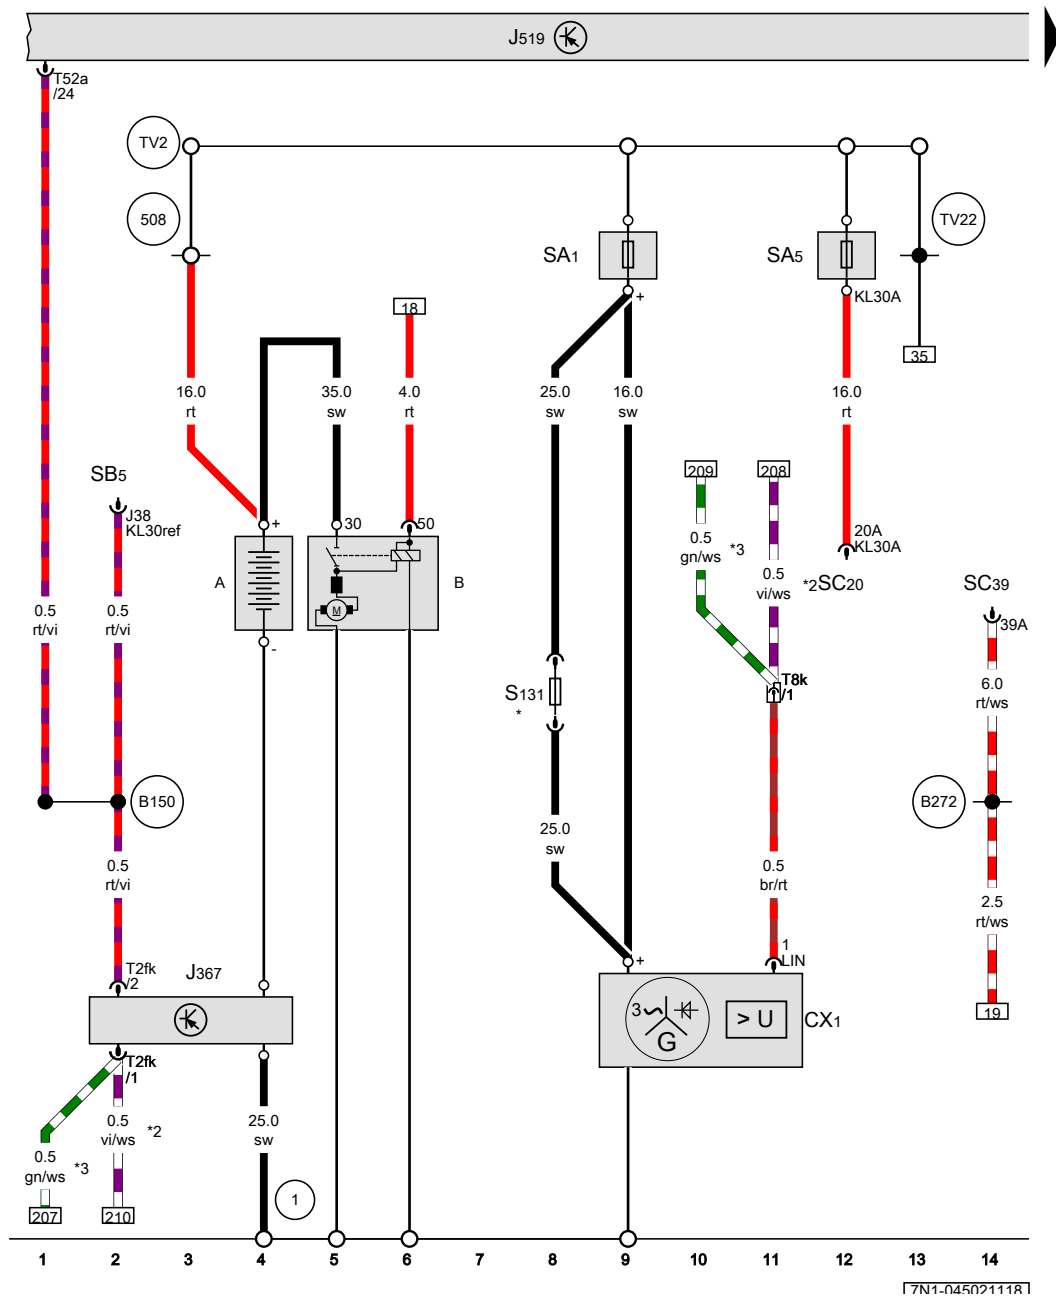 J519
T52a
/24
TV2
508
SA1
SA5
TV22
+
KL30A
18
35
16.0
rt
35.0
sw
4.0
rt
25.0
sw
16.0
sw
16.0
rt
SB5
J38
KL30ref
209
208
+
30
50
20A
KL30A
0.5
gn/ws
*3
0.5
vi/ws
*2
SC20
SC39
A
B
M
0.5
rt/vi
0.5
rt/vi
39A
-
S131
*
T8k
/1
6.0
rt/ws
B150
B272
25.0
sw
0.5
rt/vi
0.5
br/rt
2.5
rt/ws
T2fk
/2
J367
+
1
LIN
3
G
> U
CX1
19
T2fk
/1
0.5
vi/ws
*2
25.0
sw
0.5
gn/ws
*3
207
210
1
1 2 3 4 5 6 7 8 9 10 11 12 13 14
7N1-045021118